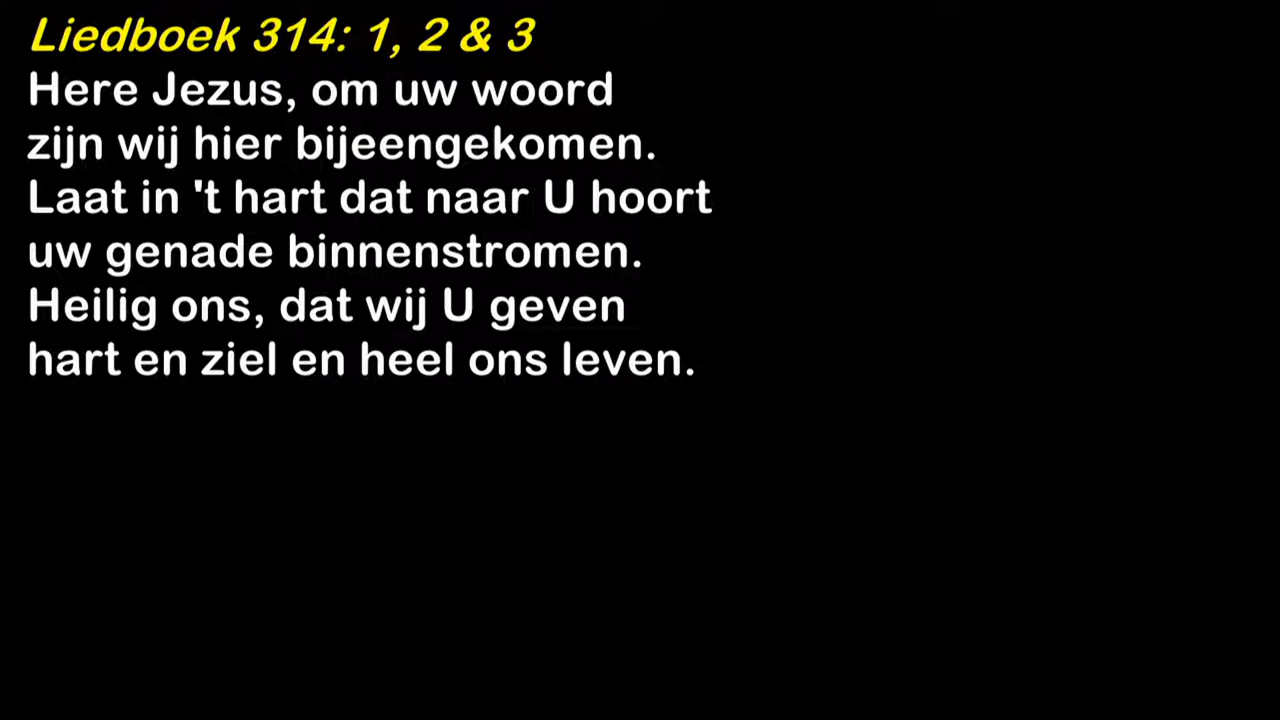 Liedboek 314: 1, 2 & 3
Here Jezus, om uw woord
zijn wij hier bijeengekomen.
Laat in 't hart dat naar U hoort
uw genade binnenstromen.
Heilig ons, dat wij U geven
hart en ziel en heel ons leven.